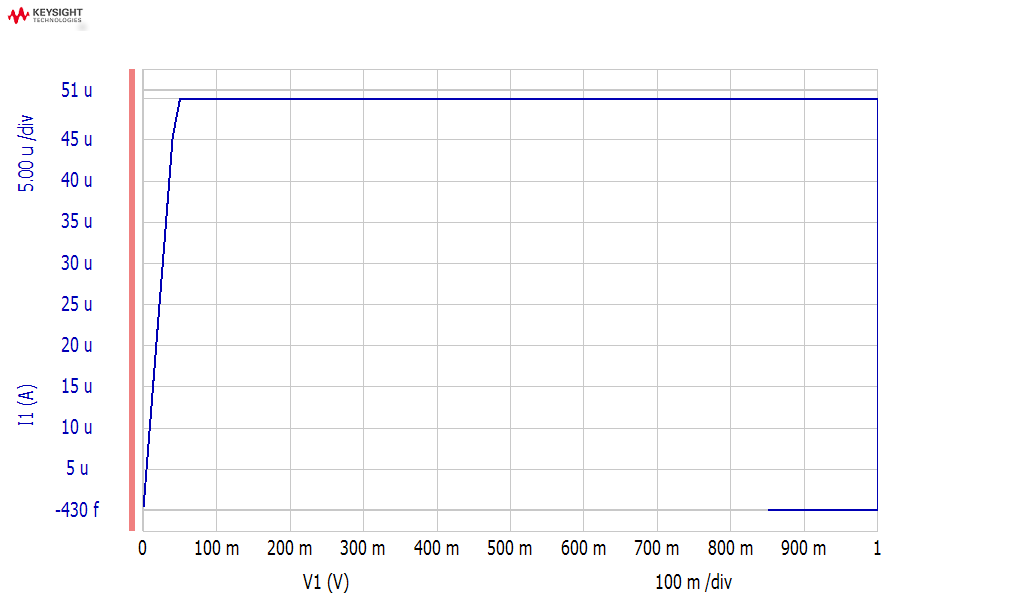 KEYSIGHT
TECHNOLOGIES
51 u
45 u
40 u
35 u
30 u
25 u
20 u
15 u
10 u
5 u
-430 f
5.00 u /div
I1 (A)
0 100 m 200 m 300 m 400 m 500 m 600 m 700 m 800 m 900 m 1
V1 (V) 100 m /div